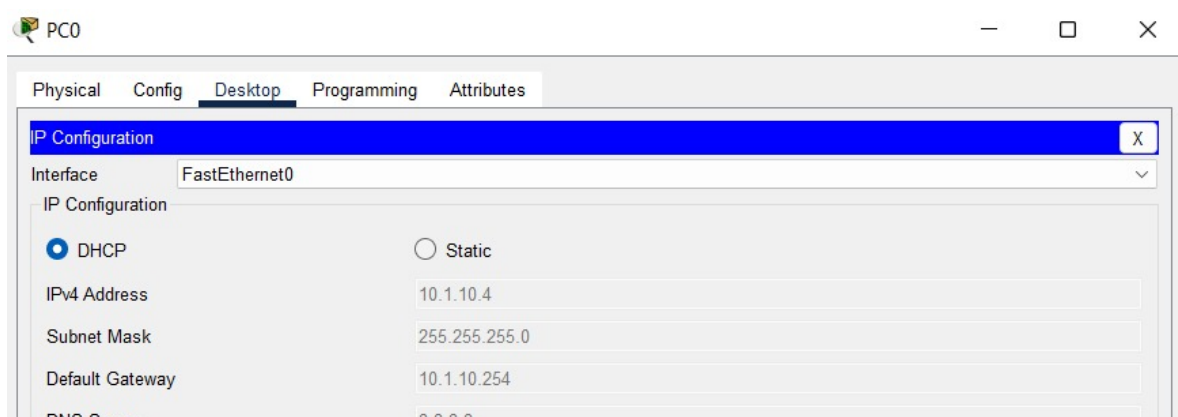 PC0
Physical Config Desktop Programming Attributes
IP Configuration X
Interface FastEthernet0
IP Configuration
DHCP Static
IPv4 Address 10.1.10.4
Subnet Mask 255.255.255.0
Default Gateway 10.1.10.254